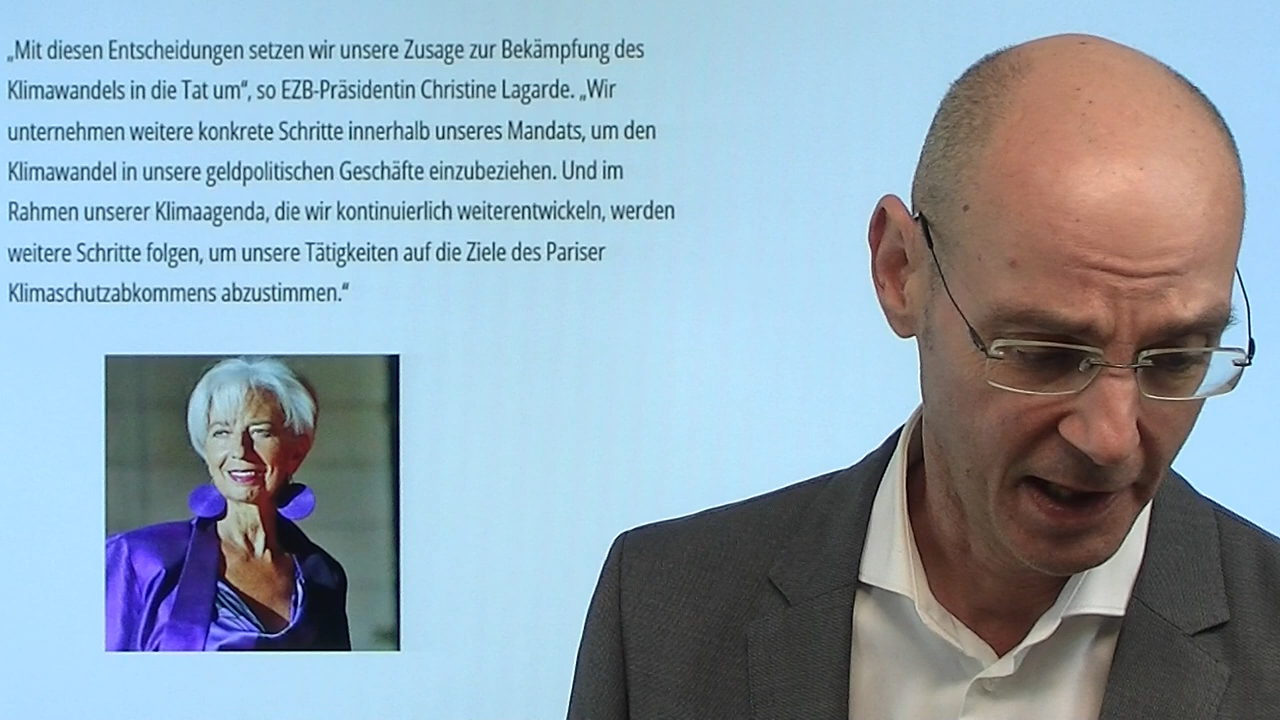 „Mit diesen Entscheidungen setzen wir unsere Zusage zur Bekämpfung des
Klimawandels in die Tat um“, so EZB-Präsidentin Christine Lagarde. „Wir
unternehmen weitere konkrete Schritte innerhalb unseres Mandats, um den
Klimawandel in unsere geldpolitischen Geschäfte einzubeziehen. Und im
Rahmen unserer Klimaagenda, die wir kontinuierlich weiterentwickeln, werden
weitere Schritte folgen, um unsere Tätigkeiten auf die Ziele des Pariser
Klimaschutzabkommens abzustimmen.“